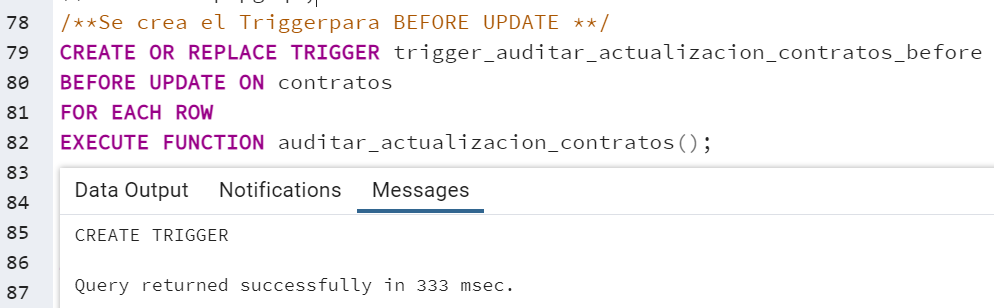 78 /**Se crea el Triggerpara BEFORE UPDATE **/
79 CREATE OR REPLACE TRIGGER trigger_auditar_actualizacion_contratos_before
80 BEFORE UPDATE ON contratos
81 FOR EACH ROW
82 EXECUTE FUNCTION auditar_actualizacion_contratos();
83
84 Data Output Notifications Messages
85 CREATE TRIGGER
86
87 Query returned successfully in 333 msec.